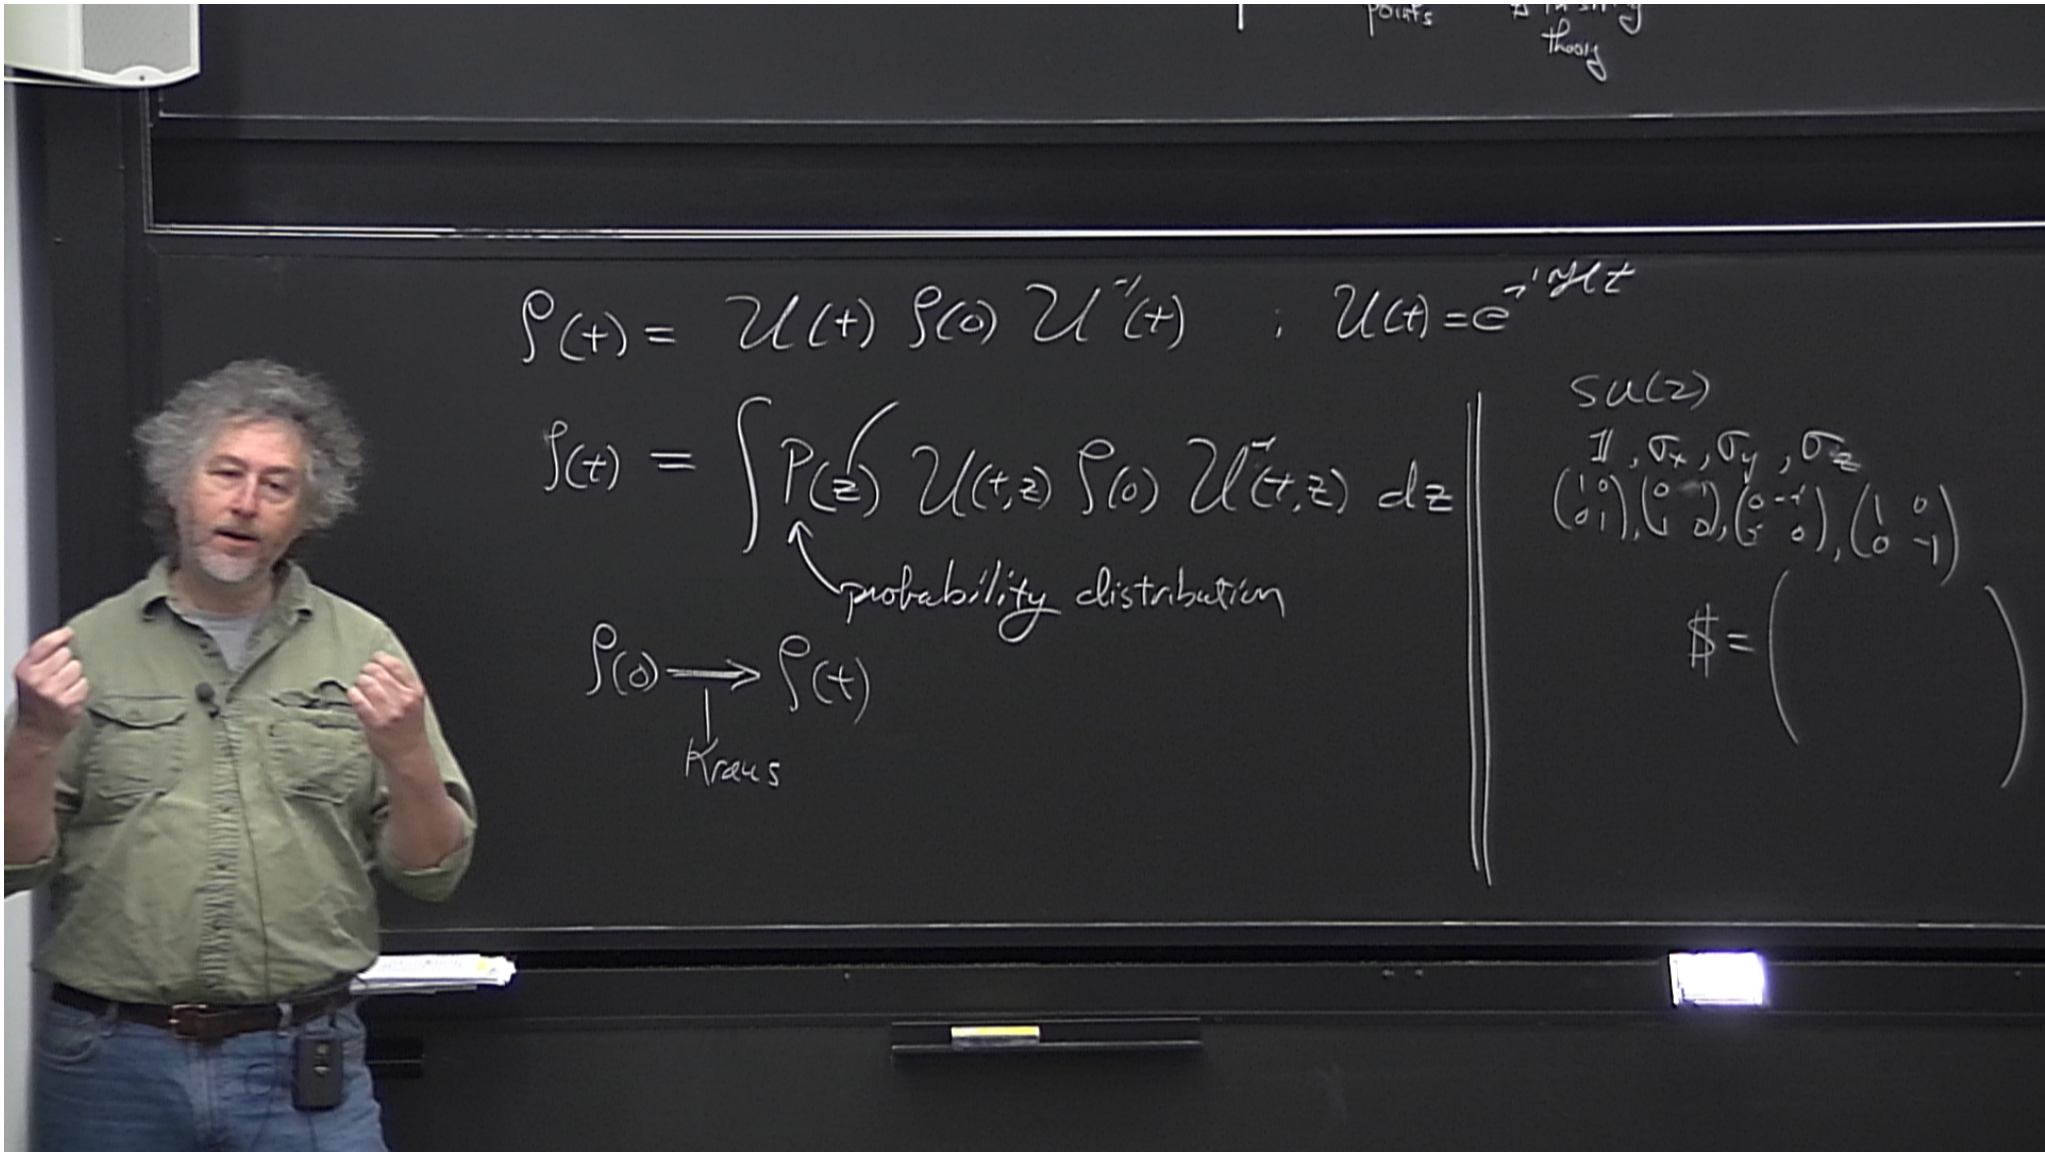 points
theory
ρ(t) = U(t) ρ(0) U⁻¹(t) ; U(t) = e^{-iHt}
ρ(t) = ∫ P(z) U(t,z) ρ(0) U⁻¹(t,z) dz
probability distribution
ρ(0) → ρ(t)
Kraus
SU(2)
𝟙, σx, σy, σz
(1 0; 0 1), (0 1; 1 0), (0 -i; i 0), (1 0; 0 -1)
$ = ( )